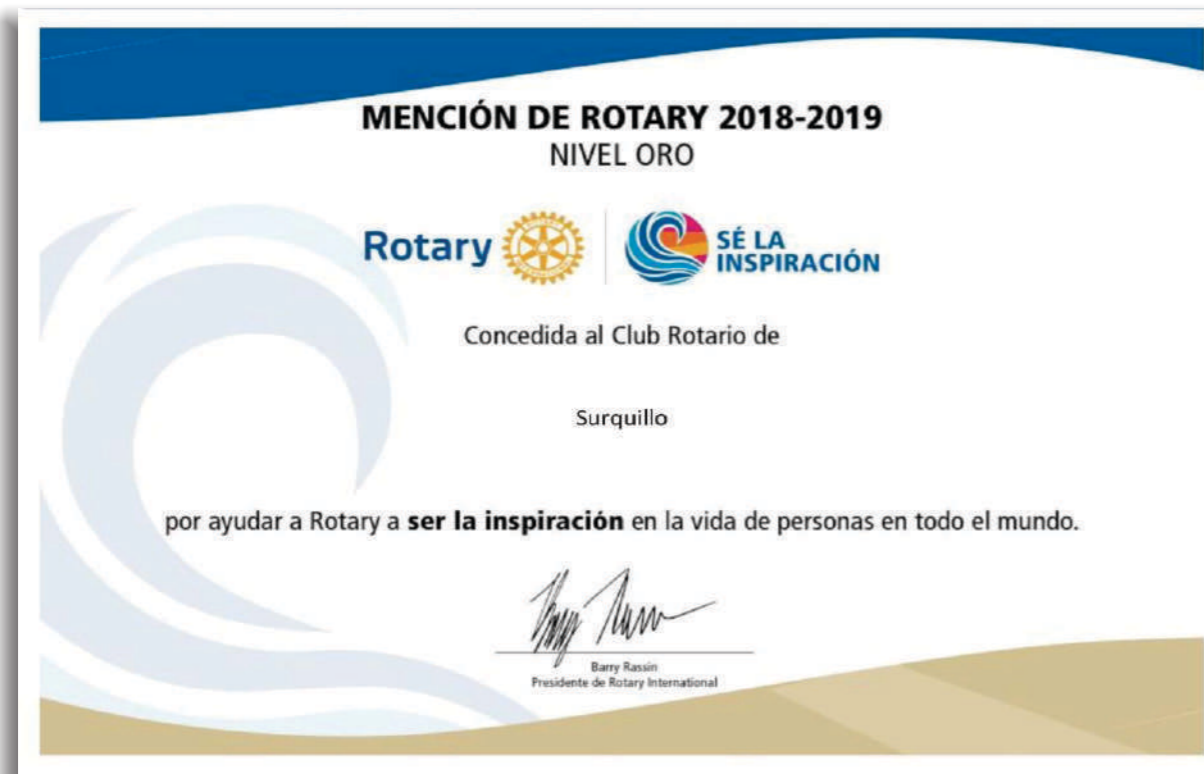 MENCIÓN DE ROTARY 2018-2019
NIVEL ORO
Rotary
SÉ LA
INSPIRACIÓN
Concedida al Club Rotario de
Surquillo
por ayudar a Rotary a ser la inspiración en la vida de personas en todo el mundo.
Barry Rassin
Presidente de Rotary International